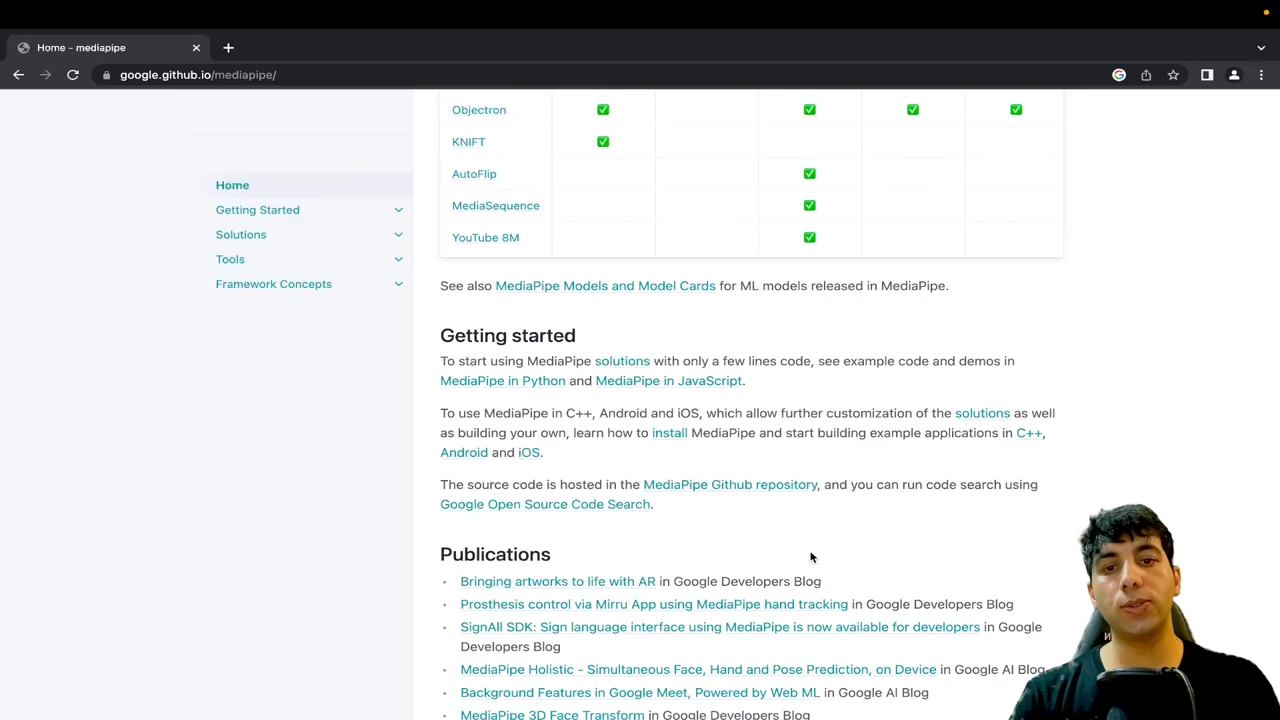 Home - mediapipe
google.github.io/mediapipe/
Home
Getting Started
Solutions
Tools
Framework Concepts
Objectron ✅ ✅ ✅ ✅
KNIFT ✅
AutoFlip ✅
MediaSequence ✅
YouTube 8M ✅
See also MediaPipe Models and Model Cards for ML models released in MediaPipe.
Getting started
To start using MediaPipe solutions with only a few lines code, see example code and demos in
MediaPipe in Python and MediaPipe in JavaScript.
To use MediaPipe in C++, Android and iOS, which allow further customization of the solutions as well
as building your own, learn how to install MediaPipe and start building example applications in C++,
Android and iOS.
The source code is hosted in the MediaPipe Github repository, and you can run code search using
Google Open Source Code Search.
Publications
• Bringing artworks to life with AR in Google Developers Blog
• Prosthesis control via Mirru App using MediaPipe hand tracking in Google Developers Blog
• SignAll SDK: Sign language interface using MediaPipe is now available for developers in Google
Developers Blog
• MediaPipe Holistic - Simultaneous Face, Hand and Pose Prediction, on Device in Google AI Blog
• Background Features in Google Meet, Powered by Web ML in Google AI Blog
• MediaPipe 3D Face Transform in Google Developers Blog